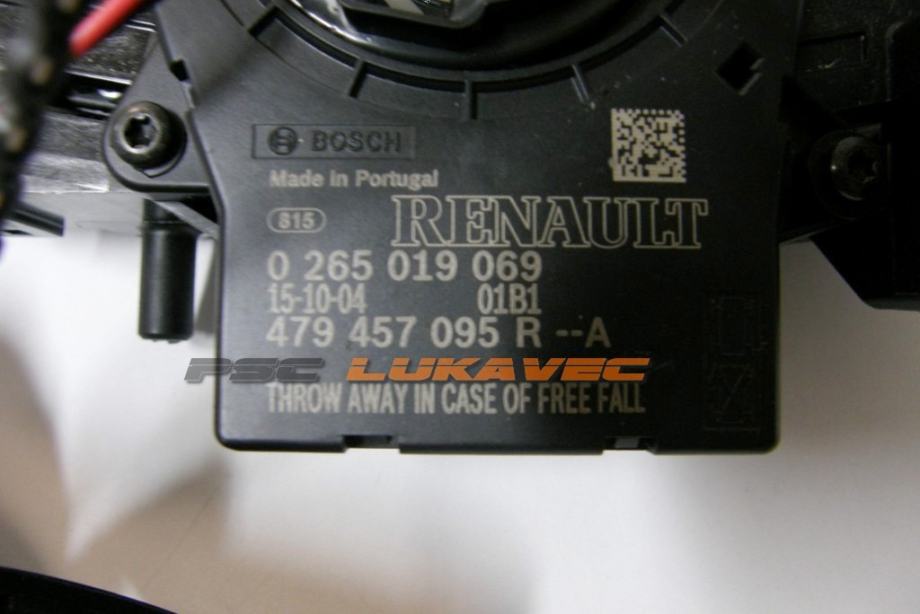 BOSCH
Made in Portugal
815
RENAULT
0 265 019 069
15-10-04 01B1
479 457 095 R --A
PSC LUKAVEC
THROW AWAY IN CASE OF FREE FALL